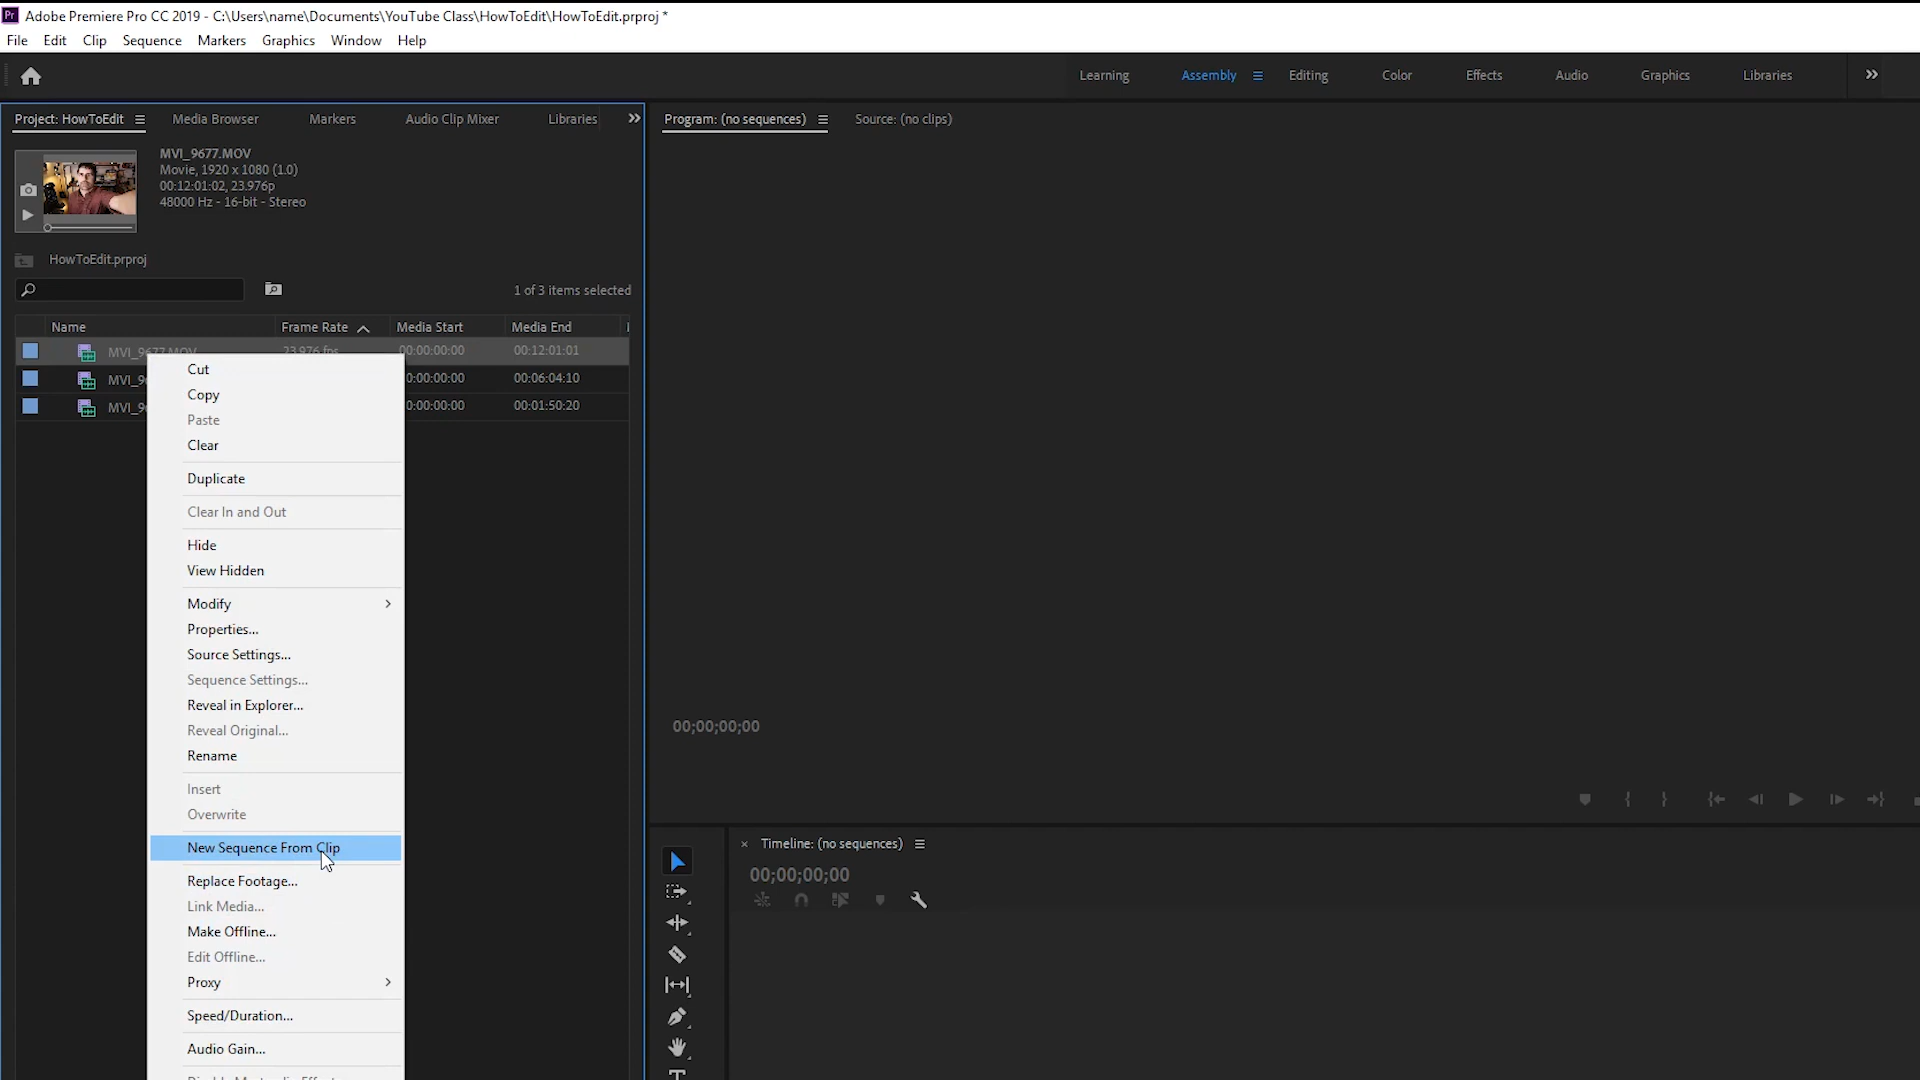 Pr Adobe Premiere Pro CC 2019 - C:\Users\name\Documents\YouTube Class\HowToEdit\HowToEdit.prproj *
File Edit Clip Sequence Markers Graphics Window Help
Learning Assembly Editing Color Effects Audio Graphics Libraries
Project: HowToEdit Media Browser Markers Audio Clip Mixer Libraries
Program: (no sequences) Source: (no clips)
MVI_9677.MOV
Movie, 1920 x 1080 (1.0)
00:12:01:02, 23.976p
48000 Hz - 16-bit - Stereo
HowToEdit.prproj
1 of 3 items selected
Name Frame Rate Media Start Media End
MVI_9677.MOV 23.976 fps 00:00:00:00 00:12:01:01
MVI_9 0:00:00:00 00:06:04:10
MVI_9 0:00:00:00 00:01:50:20
Cut
Copy
Paste
Clear
Duplicate
Clear In and Out
Hide
View Hidden
Modify
Properties...
Source Settings...
Sequence Settings...
Reveal in Explorer...
Reveal Original...
Rename
Insert
Overwrite
New Sequence From Clip
Replace Footage...
Link Media...
Make Offline...
Edit Offline...
Proxy
Speed/Duration...
Audio Gain...
00;00;00;00
Timeline: (no sequences)
00;00;00;00